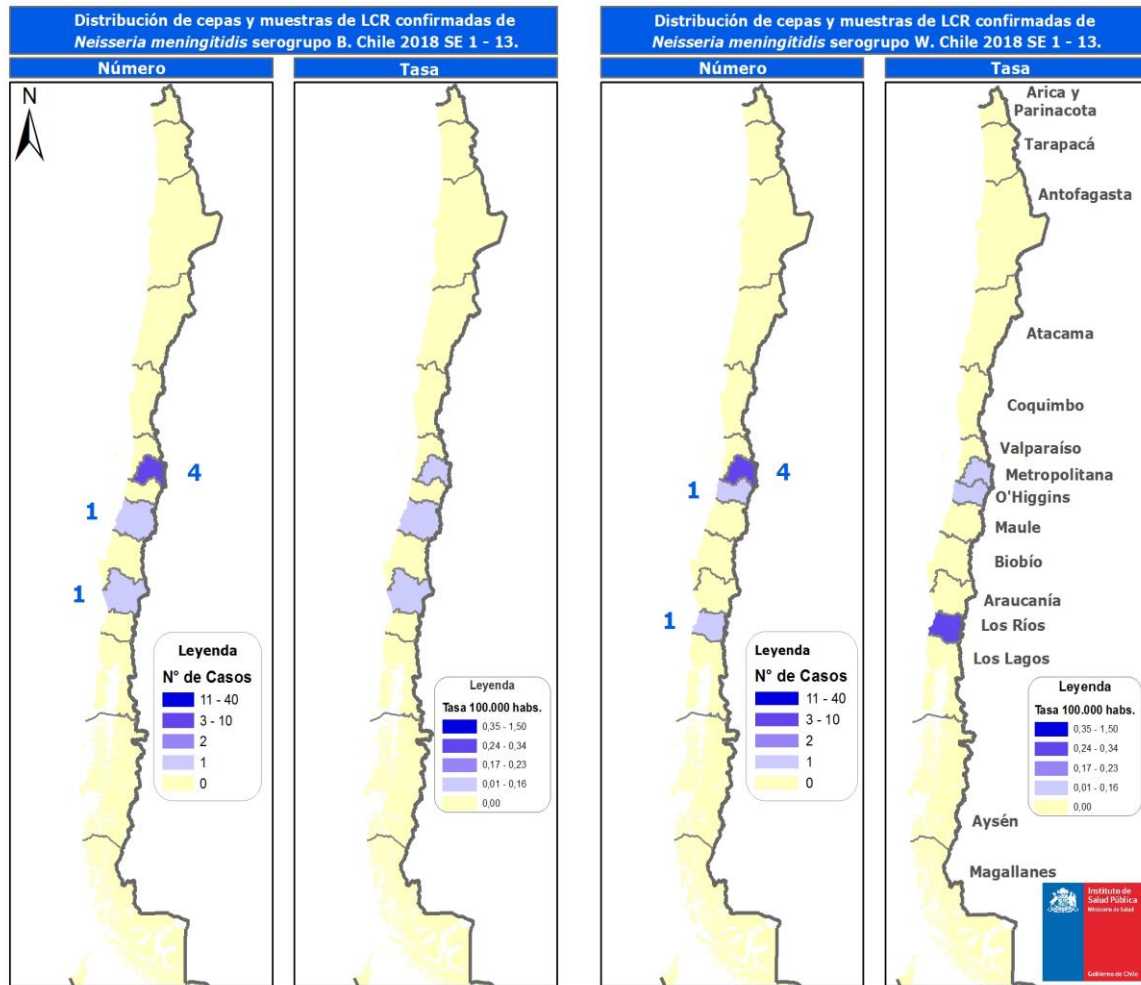 Distribución de cepas y muestras de LCR confirmadas de
Neisseria meningitidis serogrupo B. Chile 2018 SE 1 - 13.
Número
Tasa
N
4
1
1
Leyenda
N° de Casos
11 - 40
3 - 10
2
1
0
Leyenda
Tasa 100.000 habs.
0,35 - 1,50
0,24 - 0,34
0,17 - 0,23
0,01 - 0,16
0,00
Distribución de cepas y muestras de LCR confirmadas de
Neisseria meningitidis serogrupo W. Chile 2018 SE 1 - 13.
Número
Tasa
4
1
1
Leyenda
N° de Casos
11 - 40
3 - 10
2
1
0
Arica y
Parinacota
Tarapacá
Antofagasta
Atacama
Coquimbo
Valparaíso
Metropolitana
O'Higgins
Maule
Biobío
Araucanía
Los Ríos
Los Lagos
Leyenda
Tasa 100.000 habs.
0,35 - 1,50
0,24 - 0,34
0,17 - 0,23
0,01 - 0,16
0,00
Aysén
Magallanes
Instituto de
Salud Pública
Ministerio de Salud
Gobierno de Chile